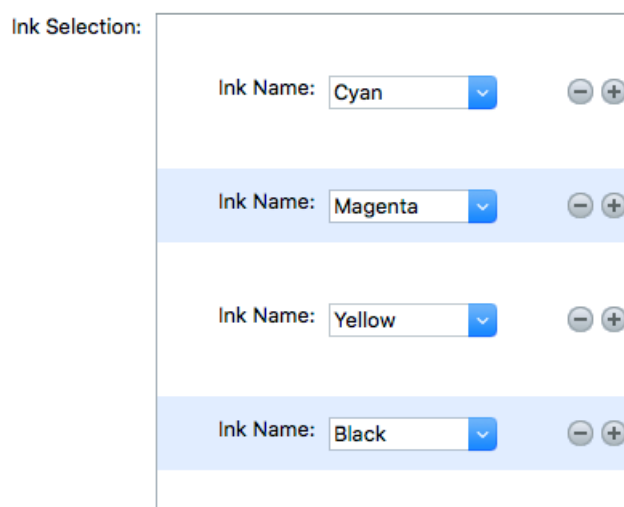 Ink Selection:
Ink Name: Cyan
Ink Name: Magenta
Ink Name: Yellow
Ink Name: Black